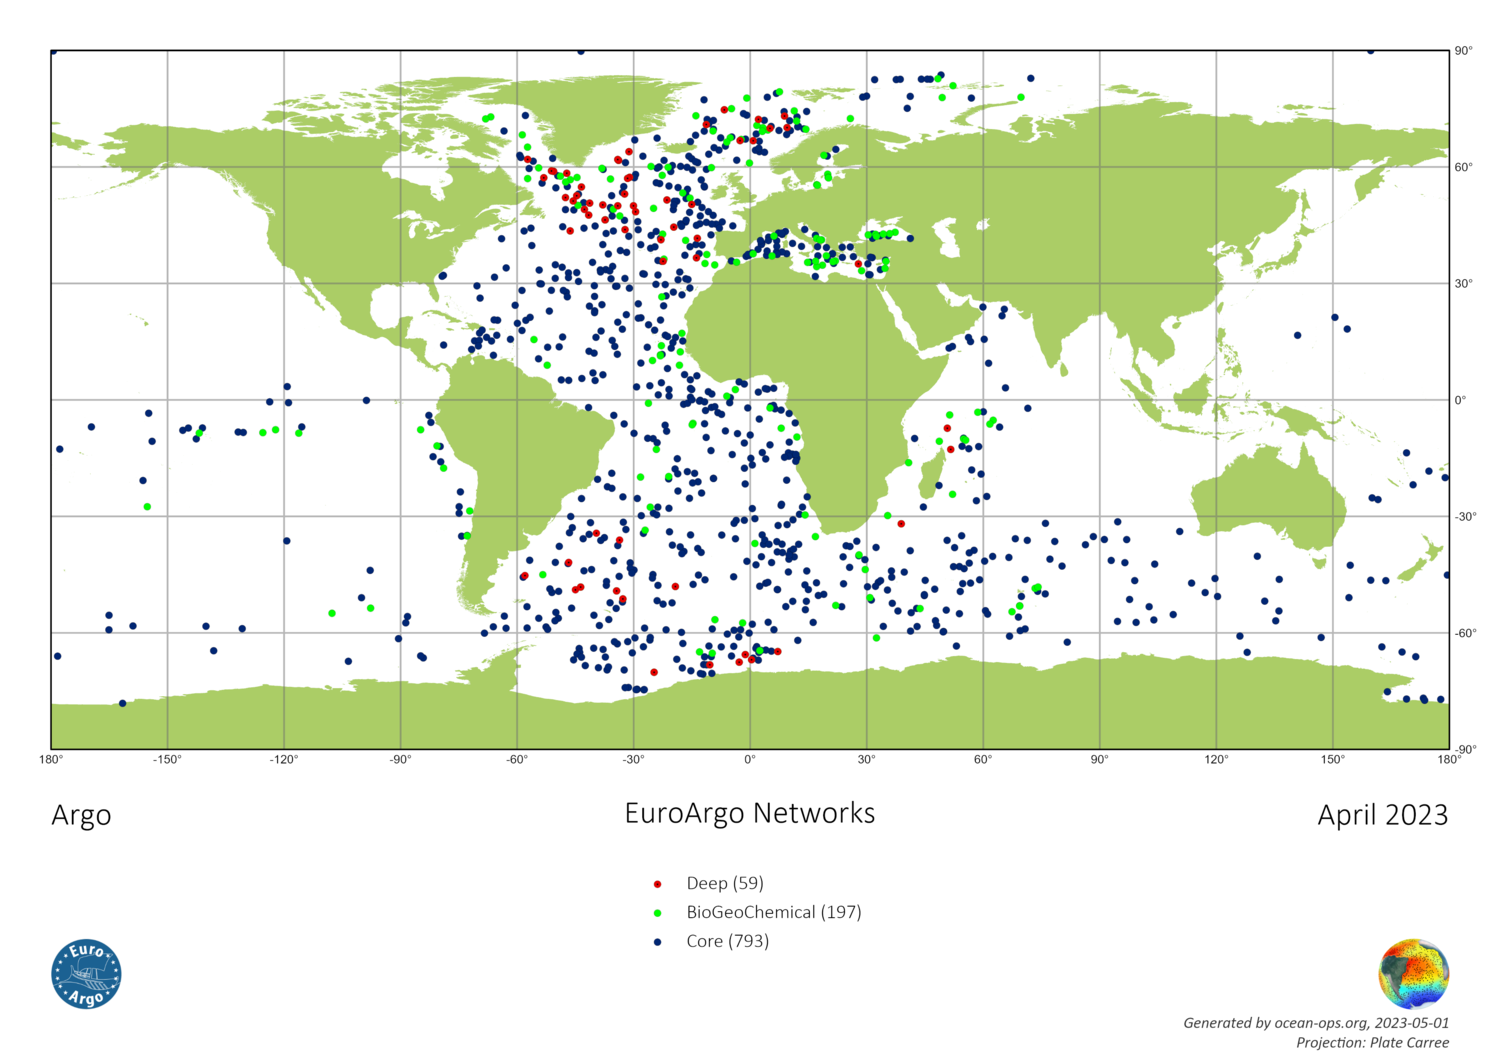 90°
60°
30°
0°
-30°
-60°
-90°
180° -150° -120° -90° -60° -30° 0° 30° 60° 90° 120° 150° 180°
Argo EuroArgo Networks April 2023
Deep (59)
BioGeoChemical (197)
Core (793)
Euro
Argo
Generated by ocean-ops.org, 2023-05-01
Projection: Plate Carree